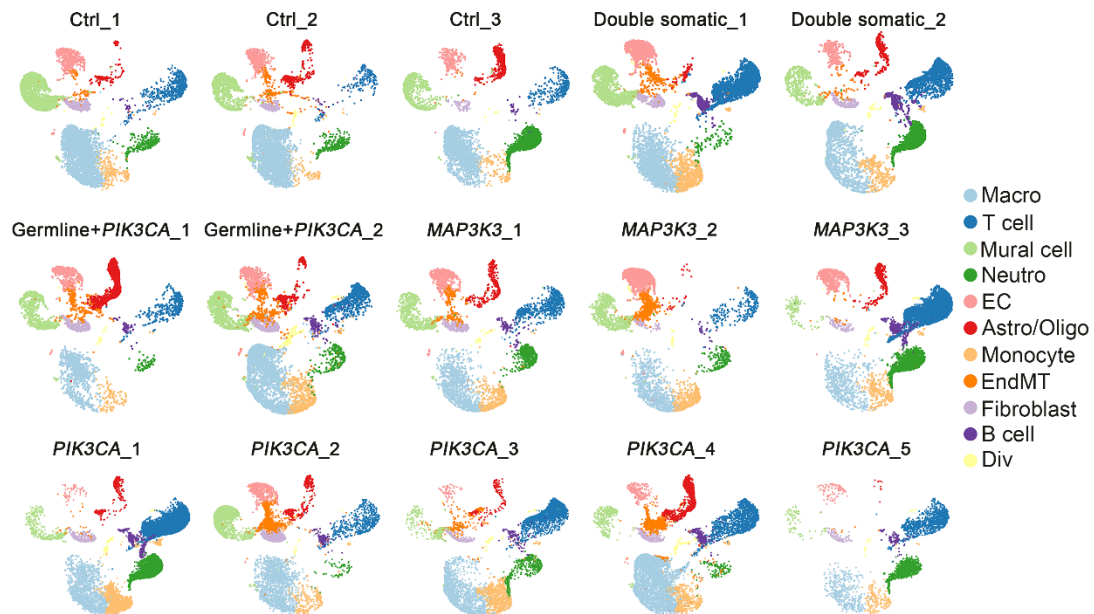 Ctrl_1 Ctrl_2 Ctrl_3 Double somatic_1 Double somatic_2
Germline+PIK3CA_1 Germline+PIK3CA_2 MAP3K3_1 MAP3K3_2 MAP3K3_3
PIK3CA_1 PIK3CA_2 PIK3CA_3 PIK3CA_4 PIK3CA_5
Macro
T cell
Mural cell
Neutro
EC
Astro/Oligo
Monocyte
EndMT
Fibroblast
B cell
Div